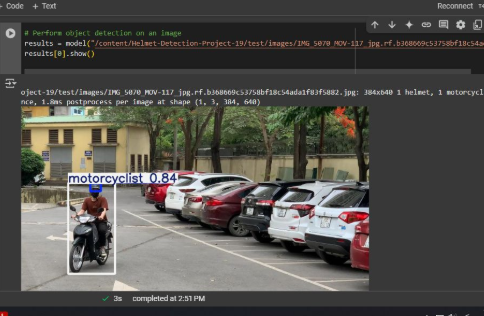 Code + Text
Reconnect
# Perform object detection on an image
results = model("/content/Helmet-Detection-Project-19/test/images/IMG_5070_MOV-117_jpg.rf.b368669c53758bf18c54ad
results[0].show()
oject-19/test/images/IMG_5070_MOV-117_jpg.rf.b368669c53758bf18c54ada1f83f5882.jpg: 384x640 1 helmet, 1 motorcycl
nce, 1.8ms postprocess per image at shape (1, 3, 384, 640)
motorcyclist 0.84
3s completed at 2:51 PM